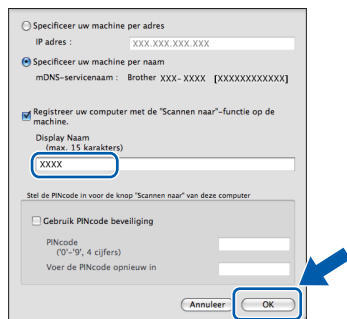 Specificeer uw machine per adres
IP adres : XXX.XXX.XXX.XXX
Specificeer uw machine per naam
mDNS-servicenaam : Brother XXX-XXXX [XXXXXXXXXXXX]
Registreer uw computer met de "Scannen naar"-functie op de
machine.
Display Naam
(max. 15 karakters)
XXXX
Stel de PINcode in voor de knop "Scannen naar" van deze computer
Gebruik PINcode beveiliging
PINcode
('0'-'9', 4 cijfers)
Voer de PINcode opnieuw in
Annuleer OK